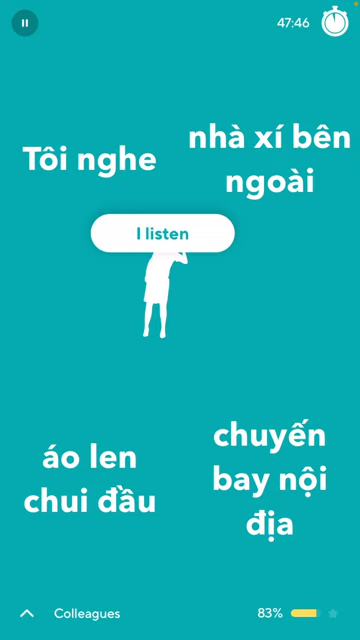 47:46
Tôi nghe
nhà xí bên
ngoài
I listen
áo len
chui đầu
chuyến
bay nội
địa
Colleagues
83%